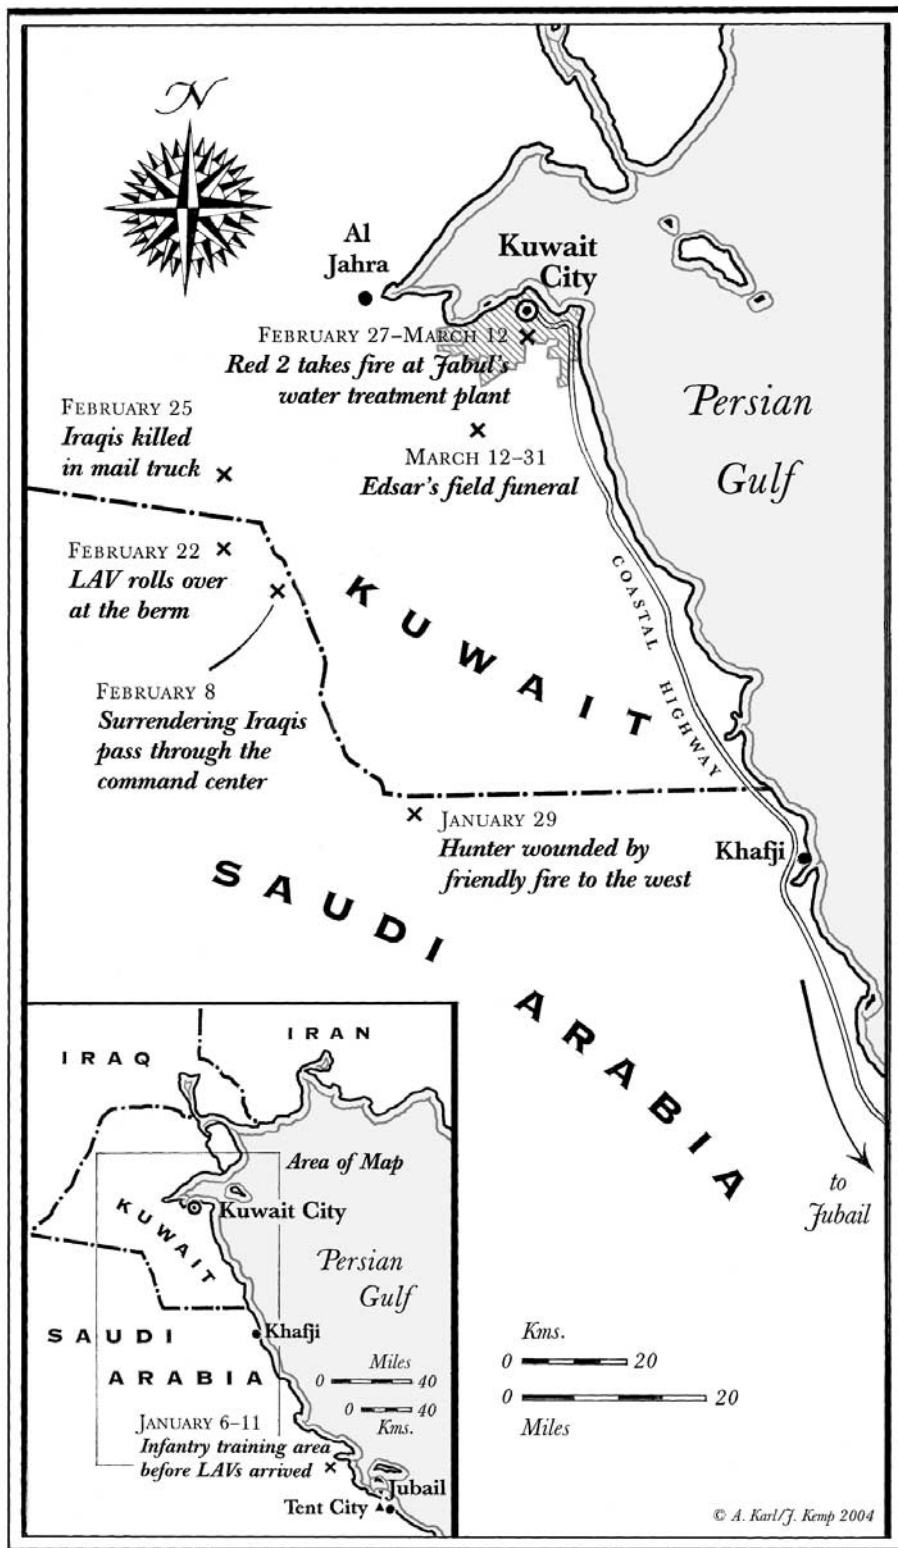 N
Al
Jahra
Kuwait
City
FEBRUARY 27–MARCH 12
Red 2 takes fire at Jabul's
water treatment plant
FEBRUARY 25
Iraqis killed
in mail truck
MARCH 12–31
Edsar's field funeral
Persian
Gulf
FEBRUARY 22
LAV rolls over
at the berm
KUWAIT
COASTAL HIGHWAY
FEBRUARY 8
Surrendering Iraqis
pass through the
command center
JANUARY 29
Hunter wounded by
friendly fire to the west
Khafji
SAUDI ARABIA
to
Jubail
IRAQ
IRAN
Area of Map
Kuwait City
KUWAIT
Persian
Gulf
Khafji
SAUDI
ARABIA
Miles
0 40
0 40
Kms.
JANUARY 6–11
Infantry training area
before LAVs arrived
Jubail
Tent City
Kms.
0 20
0 20
Miles
© A. Karl/J. Kemp 2004